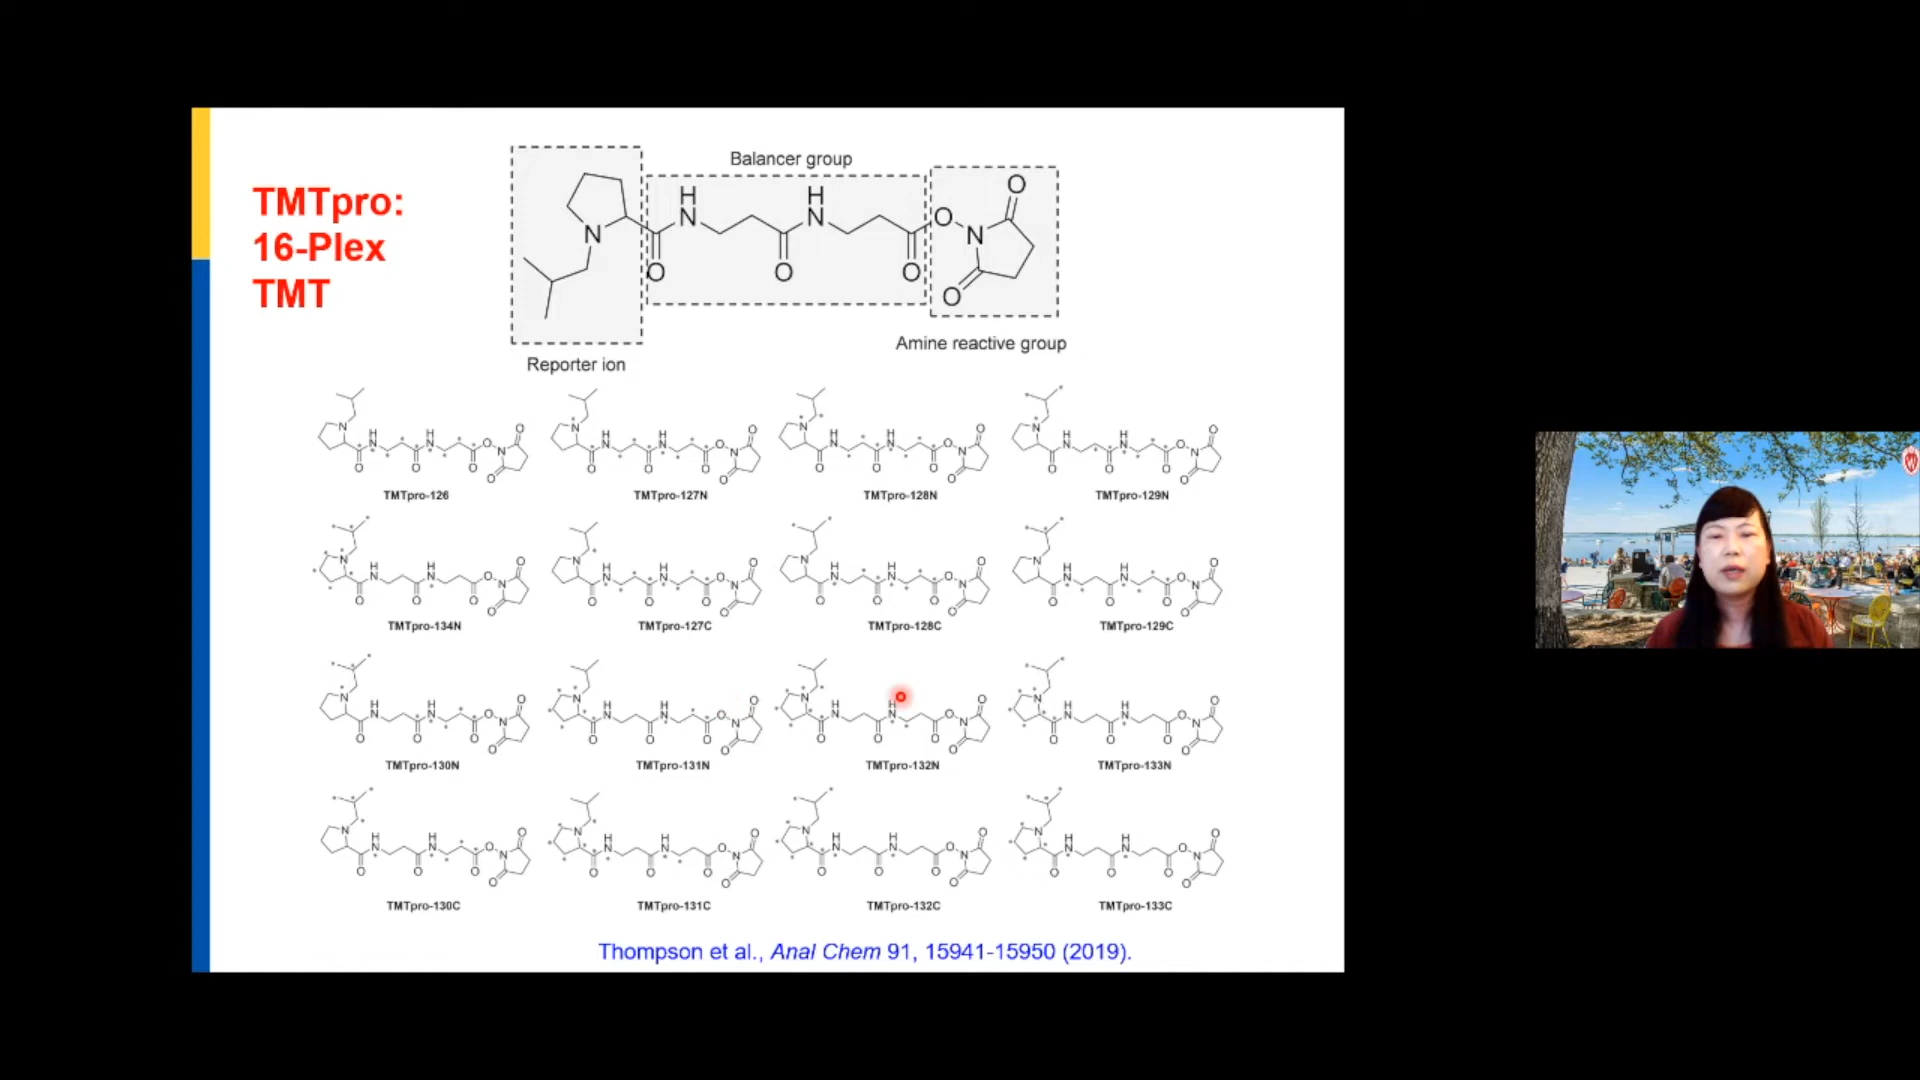 TMTpro:
16-Plex
TMT
Balancer group
Reporter ion
Amine reactive group
TMTpro-126
TMTpro-127N
TMTpro-128N
TMTpro-129N
TMTpro-134N
TMTpro-127C
TMTpro-128C
TMTpro-129C
TMTpro-130N
TMTpro-131N
TMTpro-132N
TMTpro-133N
TMTpro-130C
TMTpro-131C
TMTpro-132C
TMTpro-133C
Thompson et al., Anal Chem 91, 15941-15950 (2019).